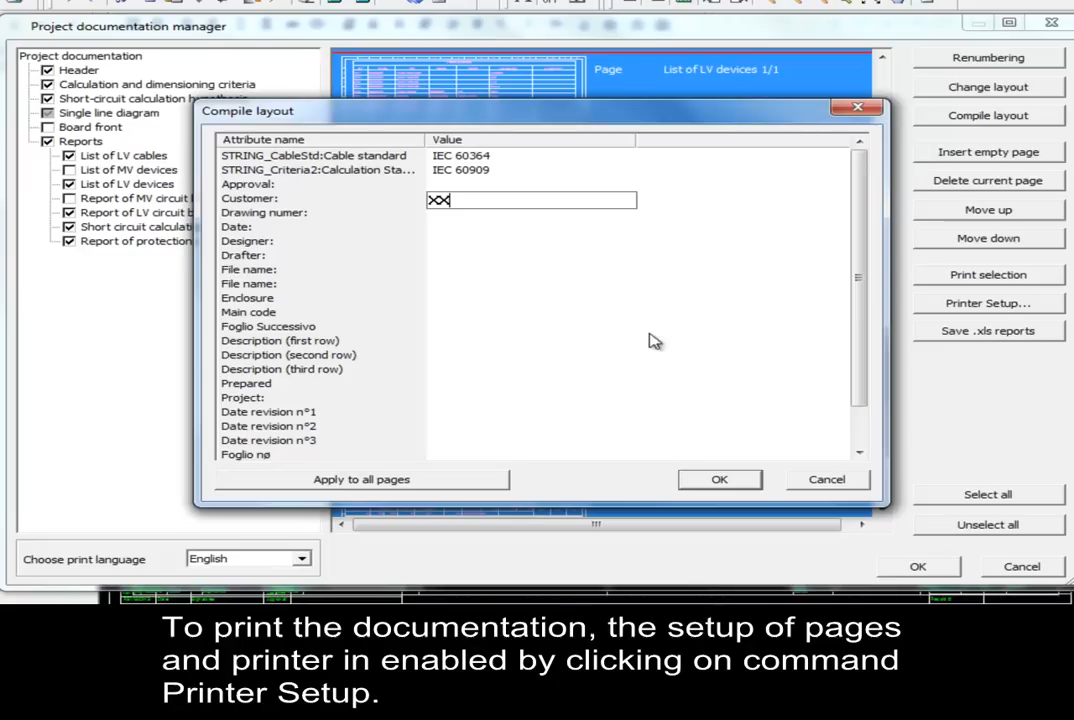 Project documentation manager
Project documentation
Header
Calculation and dimensioning criteria
Short-circuit calculation hypothesis
Single line diagram
Board front
Reports
List of LV cables
List of MV devices
List of LV devices
Report of MV circuit b
Report of LV circuit b
Short circuit calculati
Report of protection
Choose print language
English
Page List of LV devices 1/1
Compile layout
Attribute name Value
STRING_CableStd:Cable standard IEC 60364
STRING_Criteria2:Calculation Sta... IEC 60909
Approval:
Customer: XX
Drawing numer:
Date:
Designer:
Drafter:
File name:
File name:
Enclosure
Main code
Foglio Successivo
Description (first row)
Description (second row)
Description (third row)
Prepared
Project:
Date revision n°1
Date revision n°2
Date revision n°3
Foglio nø
Apply to all pages
OK
Cancel
Renumbering
Change layout
Compile layout
Insert empty page
Delete current page
Move up
Move down
Print selection
Printer Setup...
Save .xls reports
Select all
Unselect all
OK
Cancel
To print the documentation, the setup of pages
and printer in enabled by clicking on command
Printer Setup.